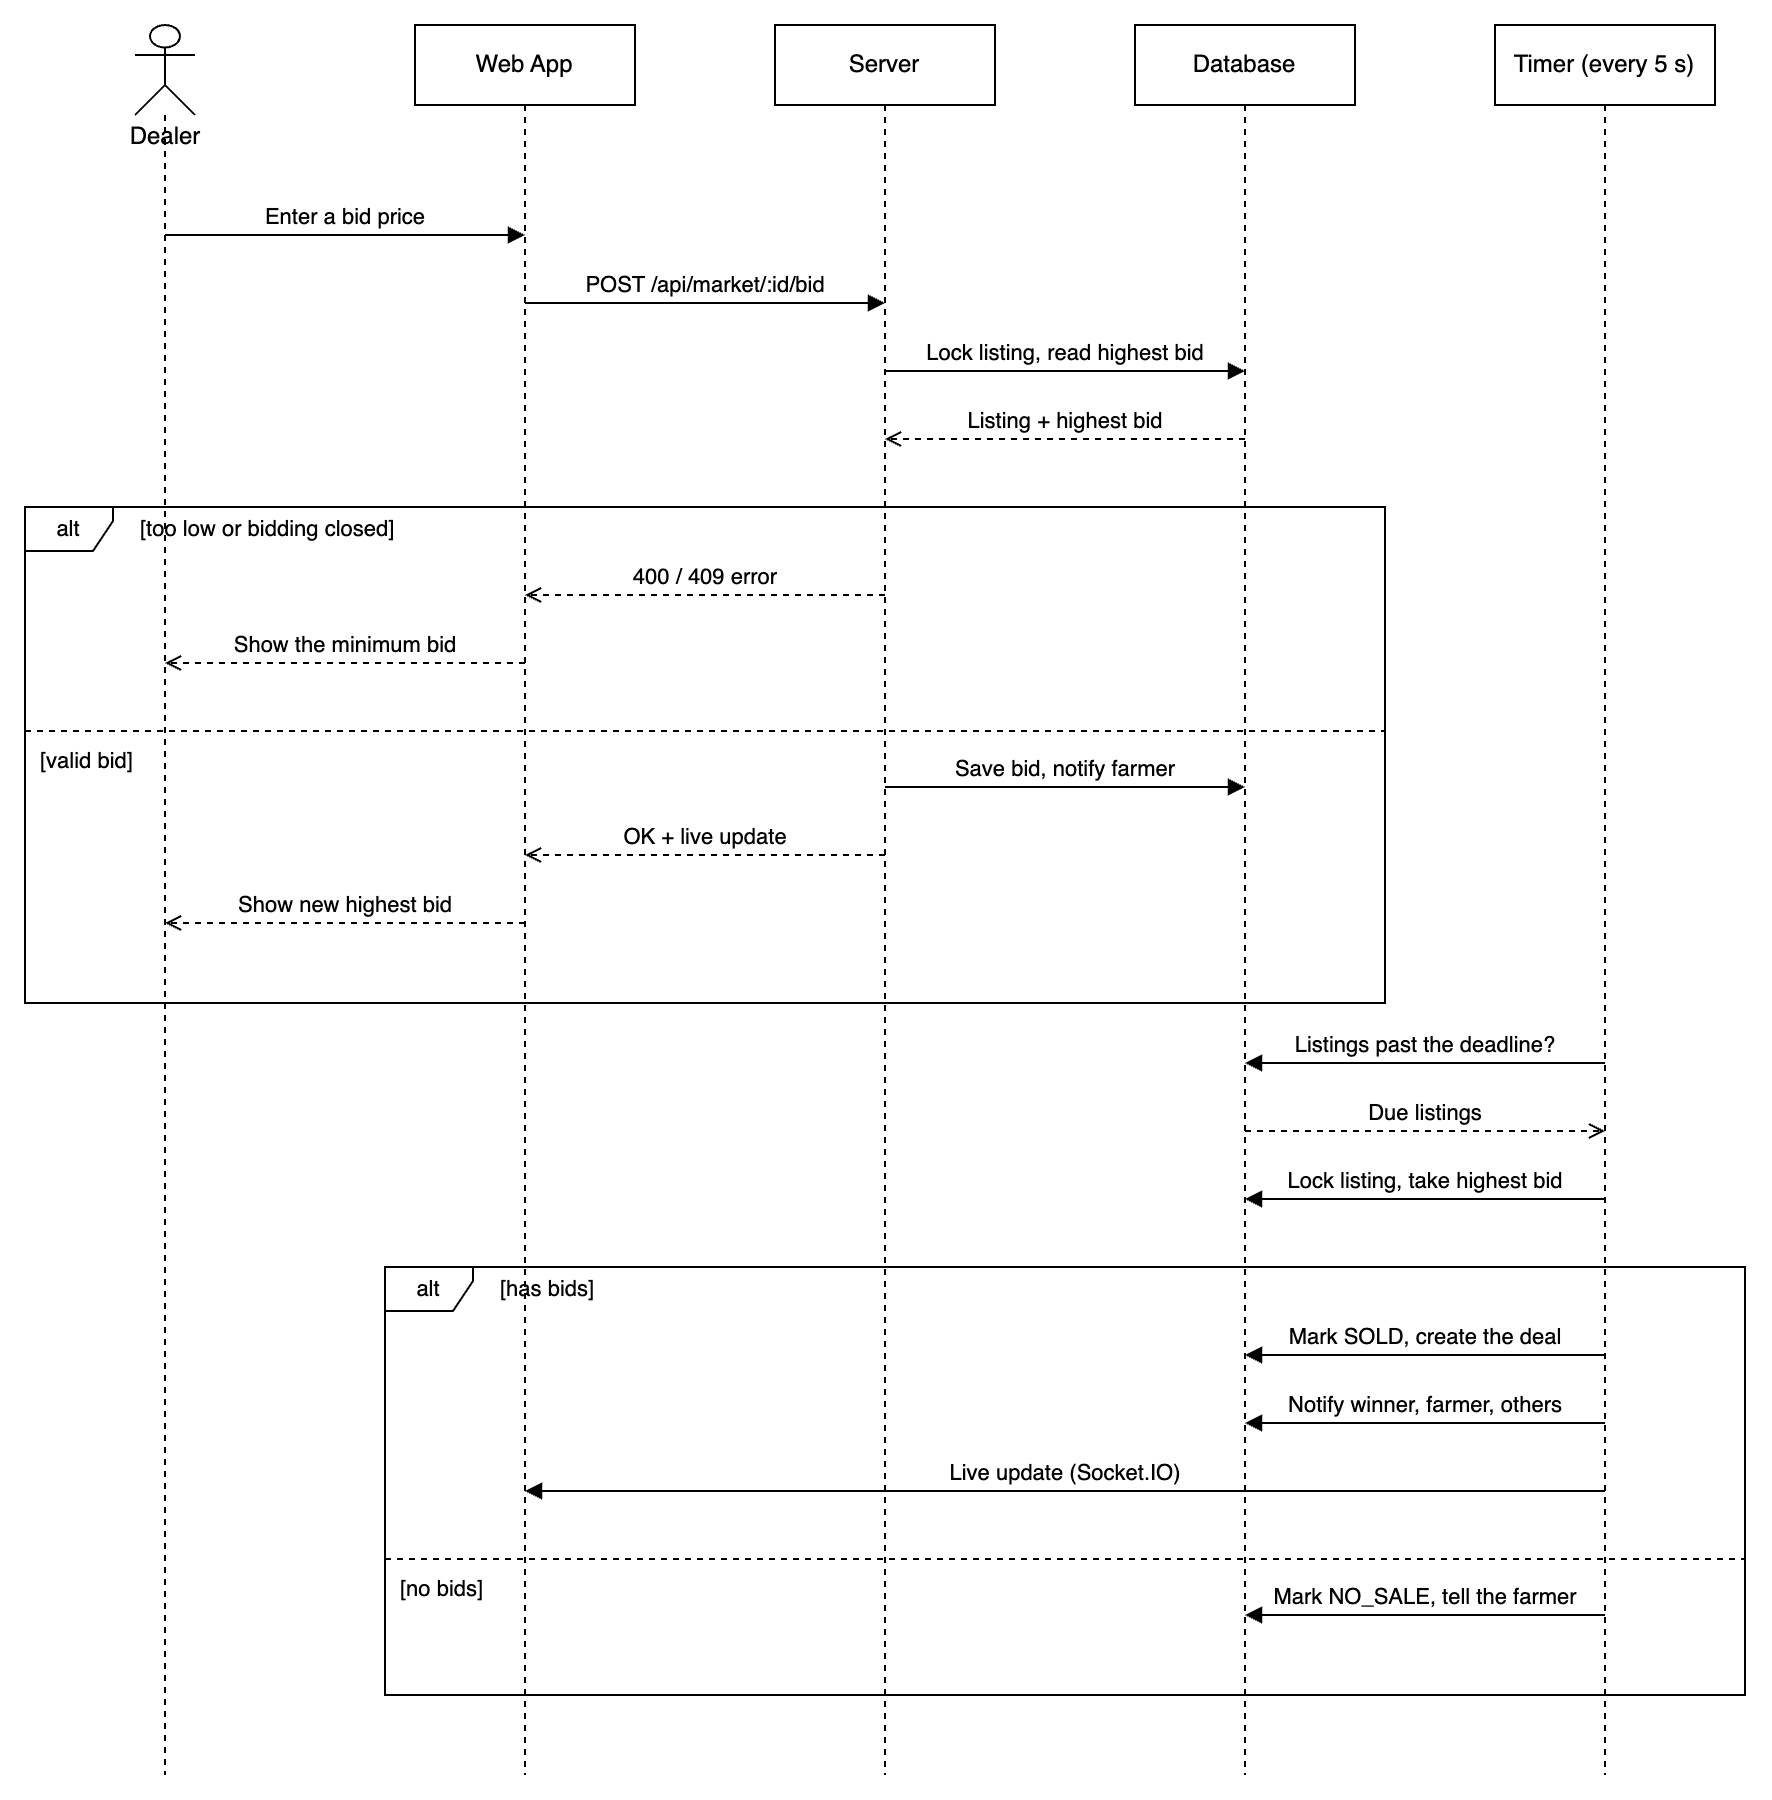 Web App
Server
Database
Timer (every 5 s)
Dealer
Enter a bid price
POST /api/market/:id/bid
Lock listing, read highest bid
Listing + highest bid
alt
[too low or bidding closed]
400 / 409 error
Show the minimum bid
[valid bid]
Save bid, notify farmer
OK + live update
Show new highest bid
Listings past the deadline?
Due listings
Lock listing, take highest bid
alt
[has bids]
Mark SOLD, create the deal
Notify winner, farmer, others
Live update (Socket.IO)
[no bids]
Mark NO_SALE, tell the farmer